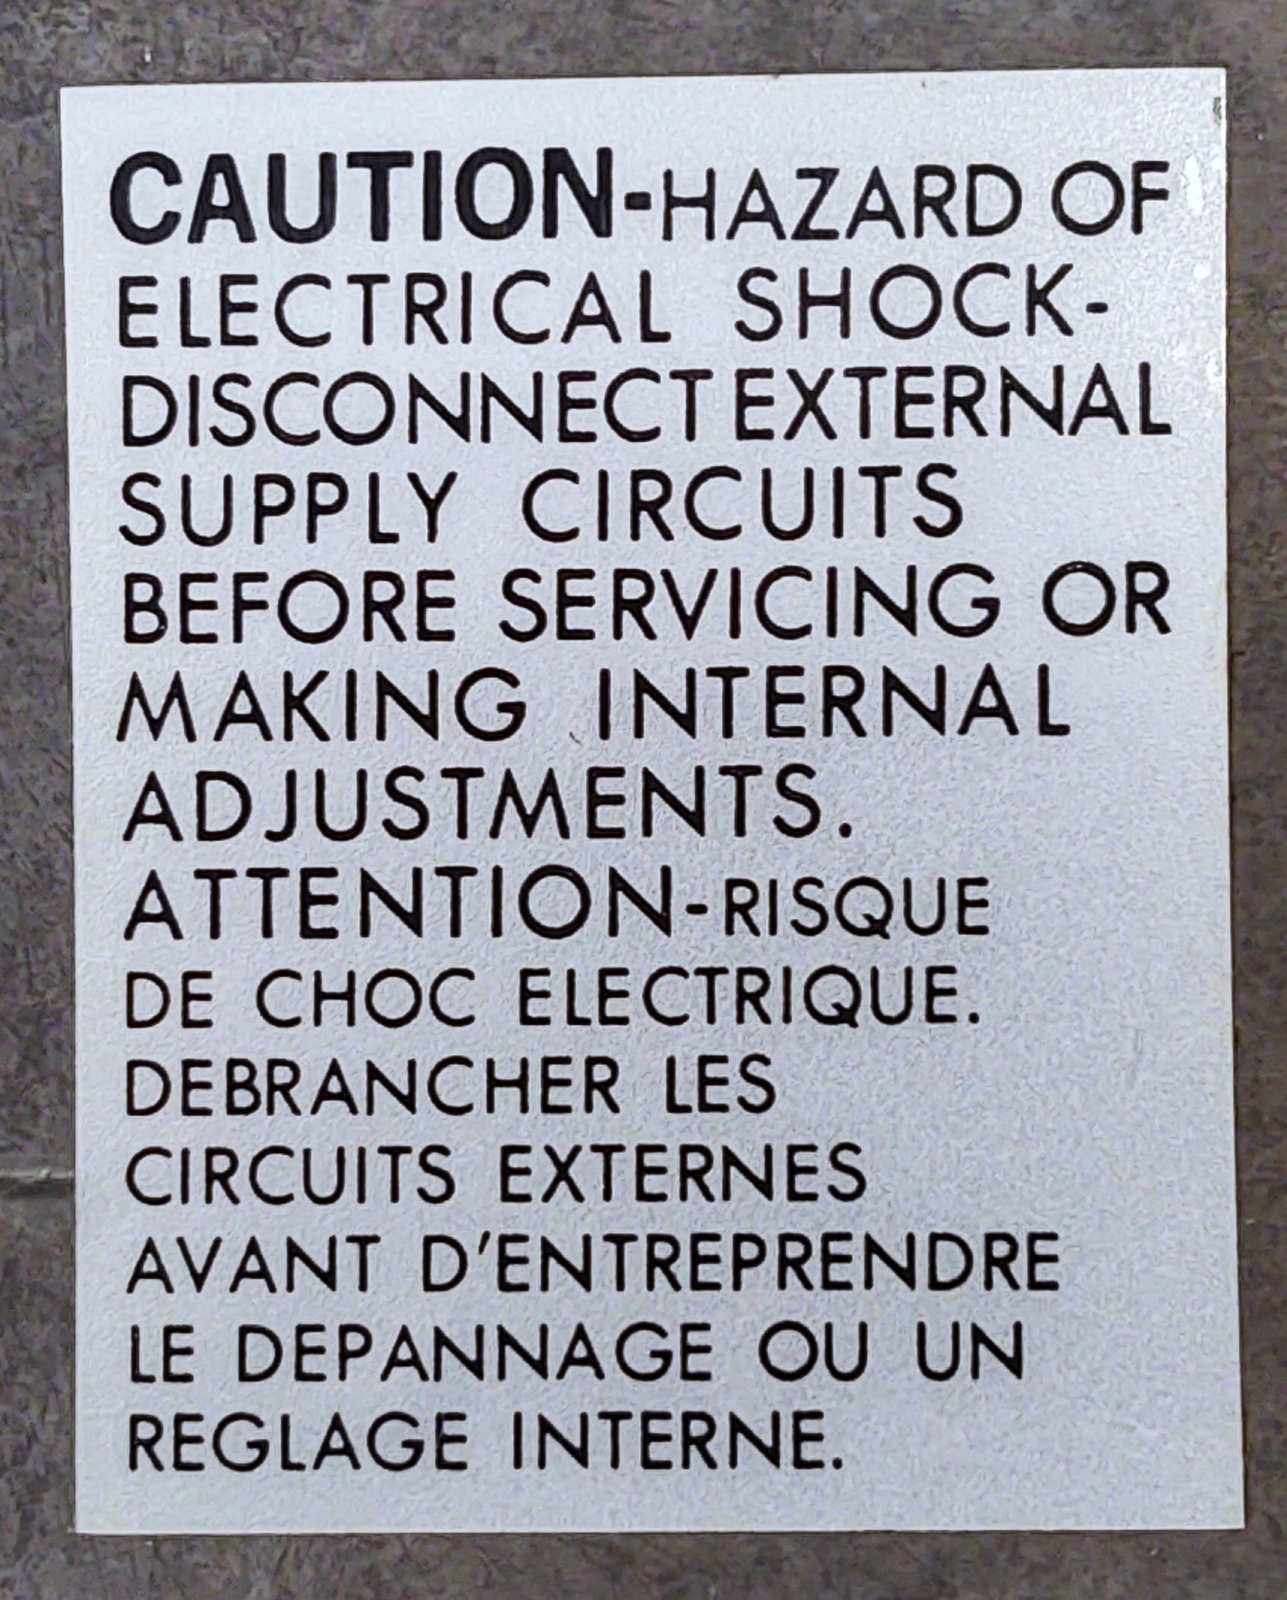 CAUTION-HAZARD OF
ELECTRICAL SHOCK-
DISCONNECT EXTERNAL
SUPPLY CIRCUITS
BEFORE SERVICING OR
MAKING INTERNAL
ADJUSTMENTS.
ATTENTION-RISQUE
DE CHOC ELECTRIQUE.
DEBRANCHER LES
CIRCUITS EXTERNES
AVANT D'ENTREPRENDRE
LE DEPANNAGE OU UN
REGLAGE INTERNE.